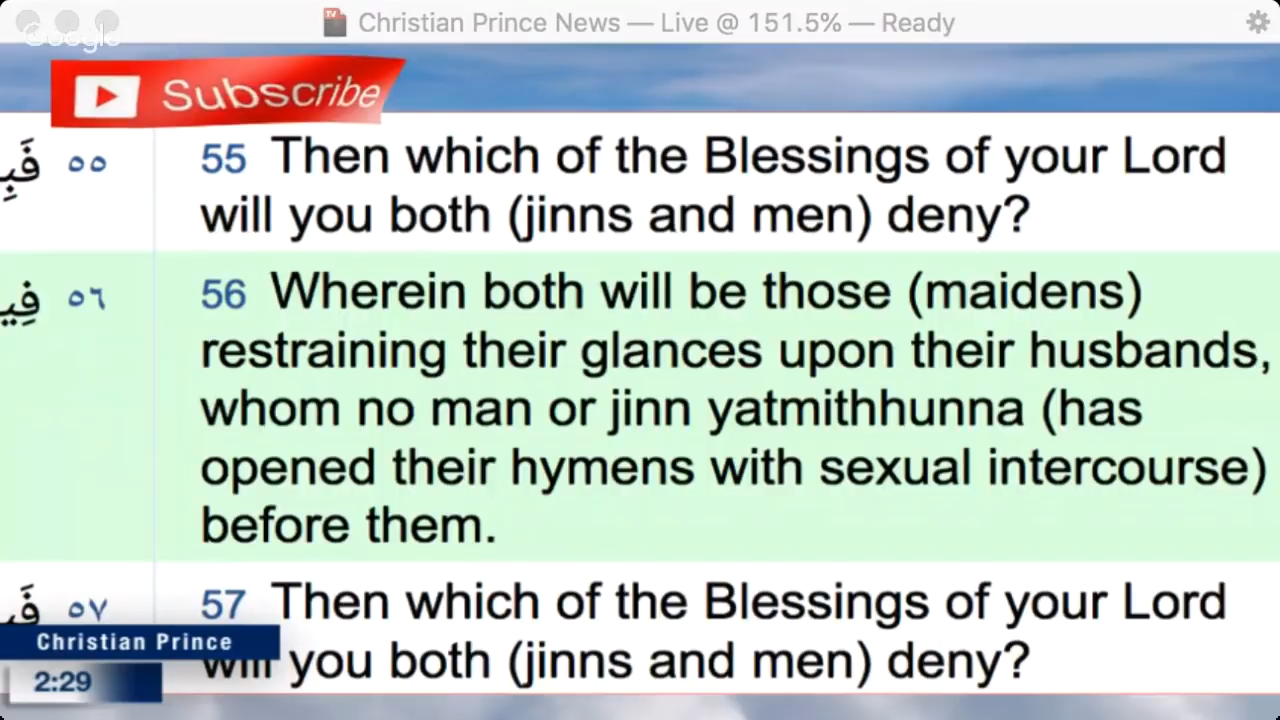 Christian Prince News — Live @ 151.5% — Ready
Google
Subscribe
فَبِ ٥٥ 55 Then which of the Blessings of your Lord
will you both (jinns and men) deny?
فِي ٥٦ 56 Wherein both will be those (maidens)
restraining their glances upon their husbands,
whom no man or jinn yatmithhunna (has
opened their hymens with sexual intercourse)
before them.
٥٧ 57 Then which of the Blessings of your Lord
will you both (jinns and men) deny?
Christian Prince
2:29